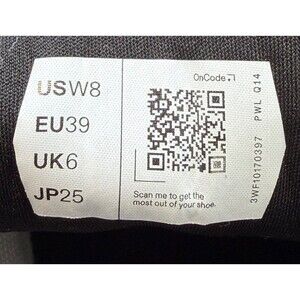 USW8
EU39
UK6
JP25
OnCode
Scan me to get the
most out of your shoe.
3WF10170397 PWL Q14